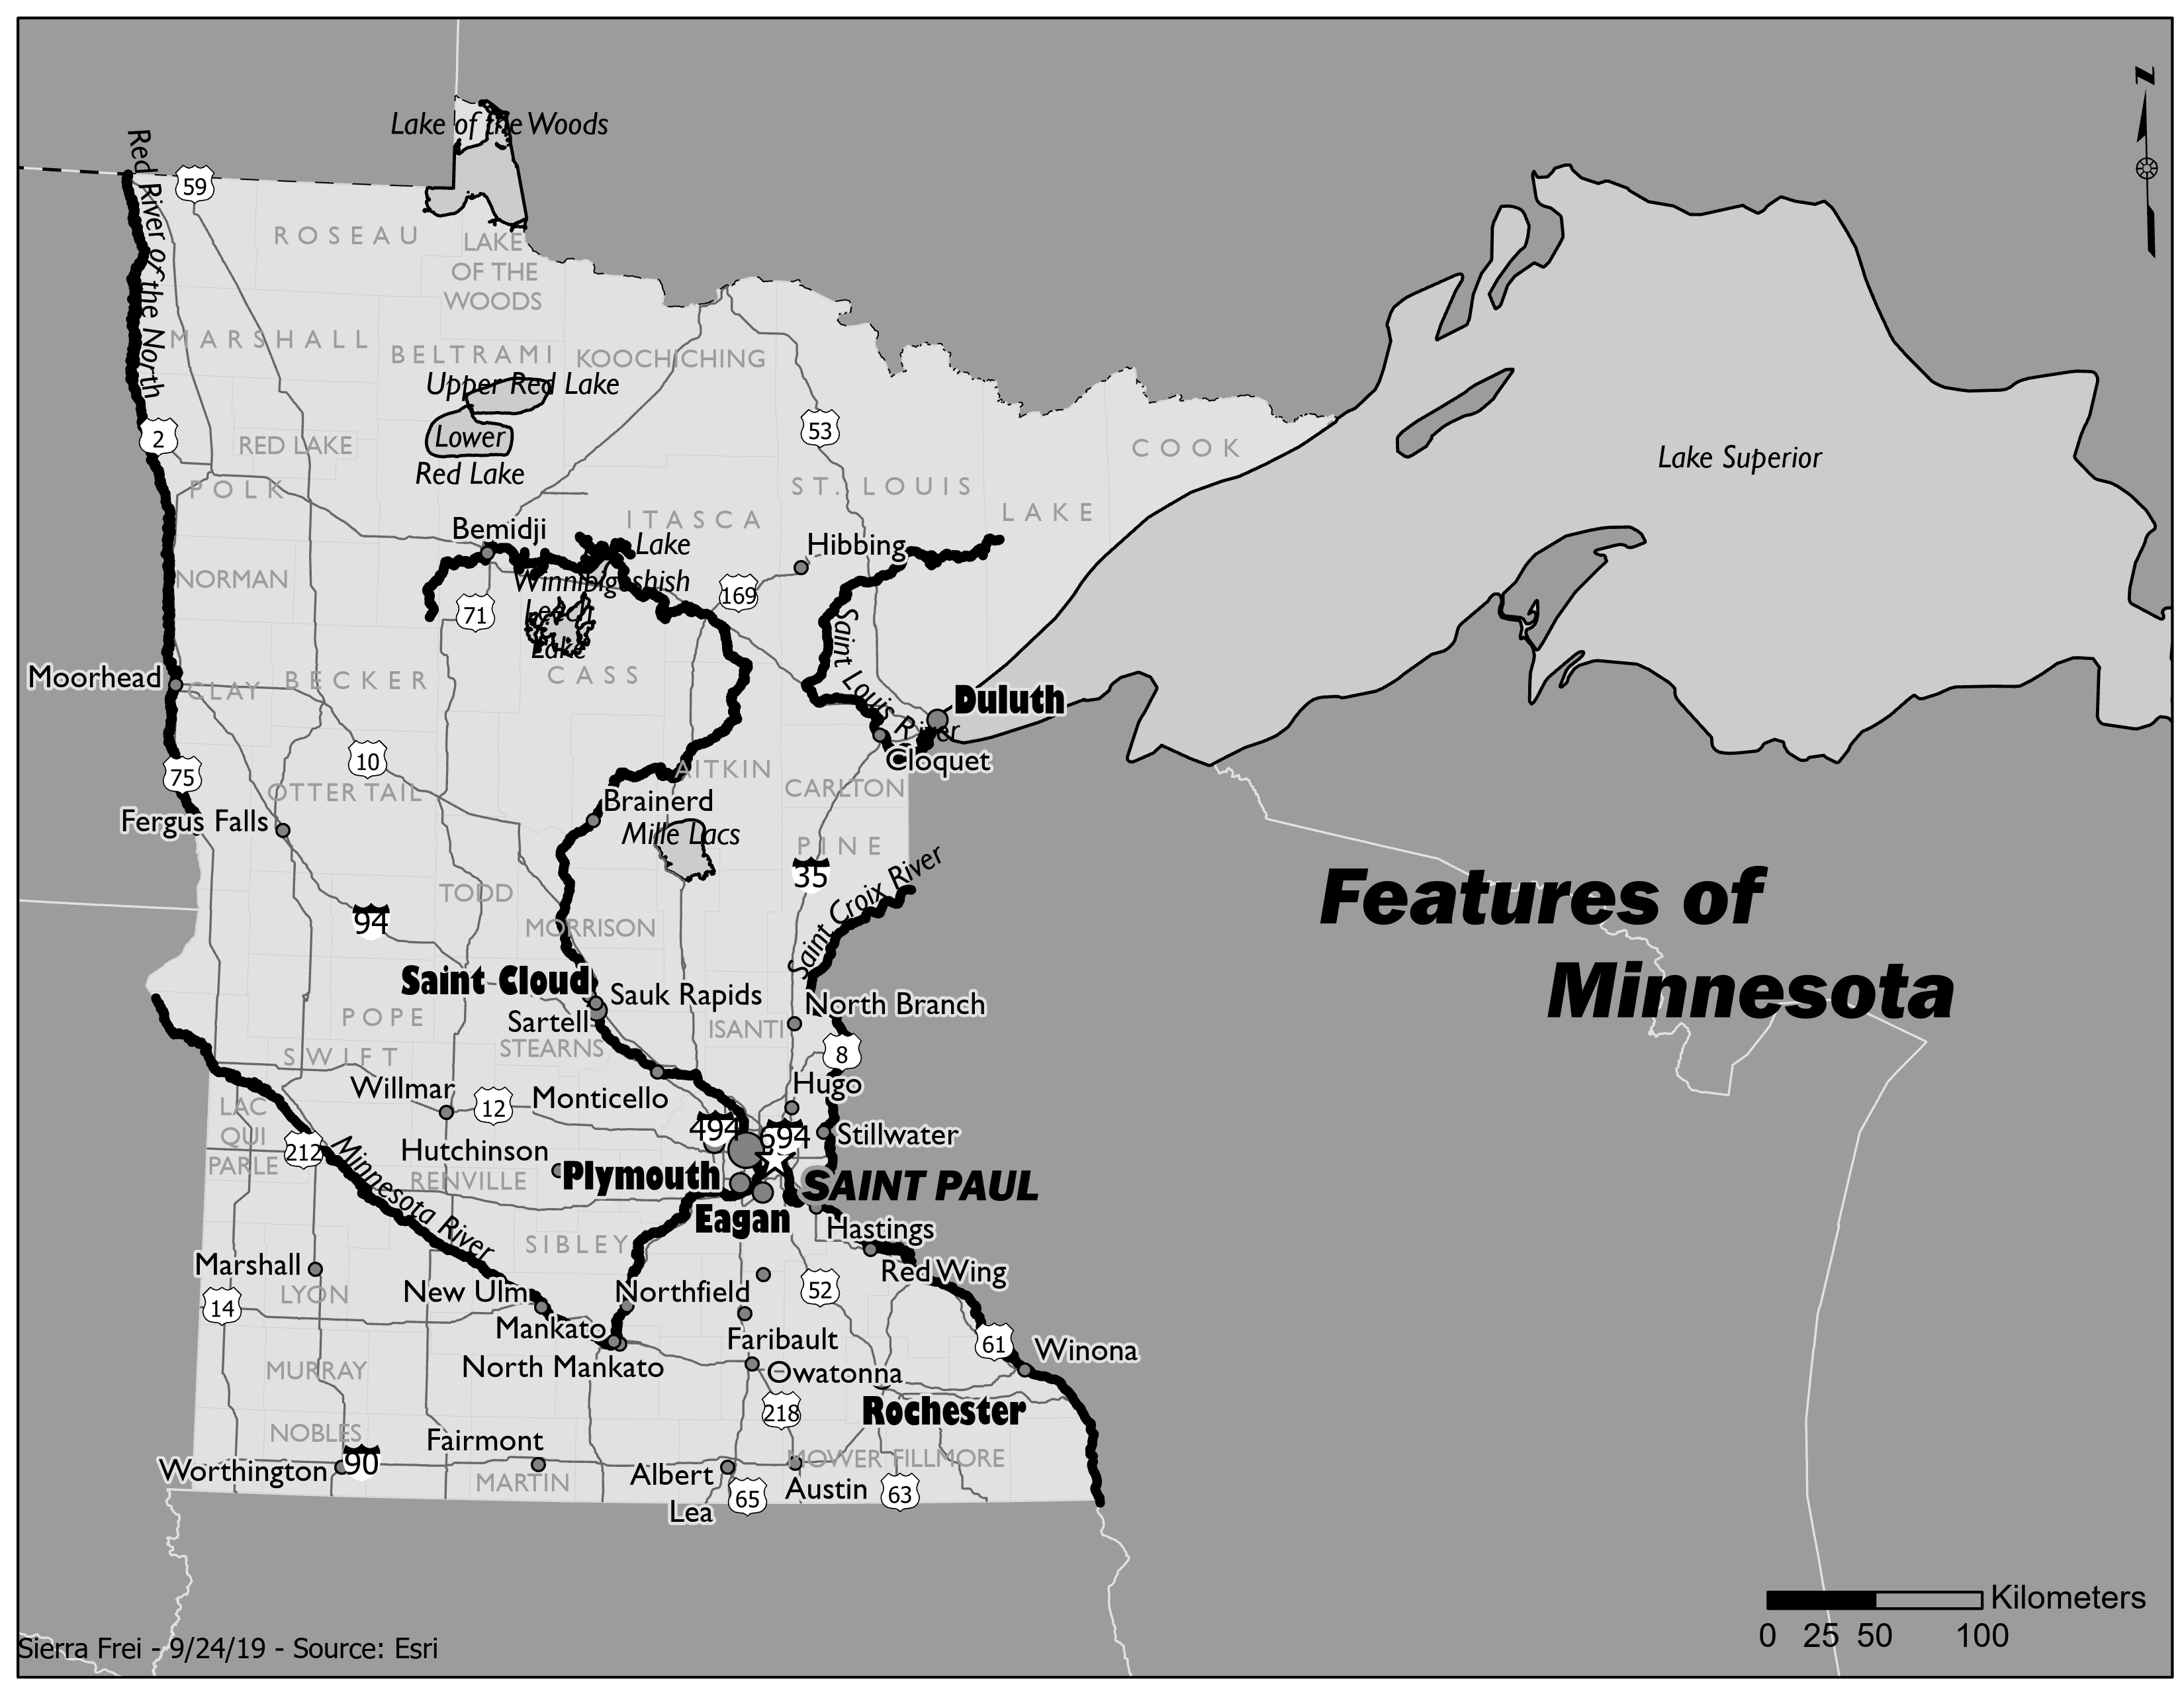 N
Lake of the Woods
Red River of the North
59
ROSEAU
LAKE
OF THE
WOODS
MARSHALL
BELTRAMI
KOOCHICHING
Upper Red Lake
Lower
Red Lake
2
RED LAKE
53
COOK
Lake Superior
POLK
ST. LOUIS
LAKE
ITASCA
Bemidji
Lake
Winnibigoshish
Hibbing
NORMAN
71
Leech
Lake
169
Saint Louis River
Moorhead
CLAY
BECKER
CASS
Duluth
Cloquet
75
10
OTTER TAIL
AITKIN
CARLTON
Fergus Falls
Brainerd
Mille Lacs
PINE
35
Saint Croix River
TODD
94
MORRISON
Features of
Minnesota
Saint Cloud
Sauk Rapids
Sartell
North Branch
POPE
ISANTI
STEARNS
SWIFT
8
Willmar
12
Monticello
Hugo
LAC
QUI
PARLE
494
694
Stillwater
212
Minnesota River
Hutchinson
RENVILLE
Plymouth
SAINT PAUL
Eagan
Hastings
SIBLEY
Marshall
LYON
Red Wing
New Ulm
Northfield
52
14
Mankato
Faribault
61
Winona
North Mankato
Owatonna
MURRAY
218
Rochester
NOBLES
Fairmont
Worthington
90
MARTIN
Albert
Lea
65
MOWER
FILLMORE
Austin
63
Kilometers
0 25 50 100
Sierra Frei - 9/24/19 - Source: Esri